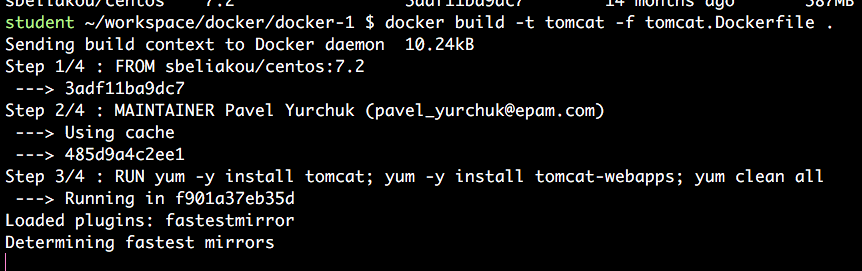 sbeliakou/centos 7.2 3adf11ba9dc7 14 months ago 387MB
student ~/workspace/docker/docker-1 $ docker build -t tomcat -f tomcat.Dockerfile .
Sending build context to Docker daemon  10.24kB
Step 1/4 : FROM sbeliakou/centos:7.2
 ---> 3adf11ba9dc7
Step 2/4 : MAINTAINER Pavel Yurchuk (pavel_yurchuk@epam.com)
 ---> Using cache
 ---> 485d9a4c2ee1
Step 3/4 : RUN yum -y install tomcat; yum -y install tomcat-webapps; yum clean all
 ---> Running in f901a37eb35d
Loaded plugins: fastestmirror
Determining fastest mirrors